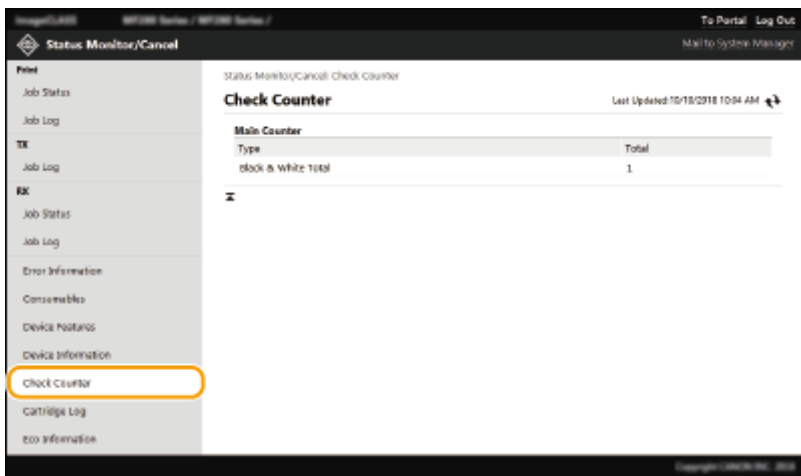 To Portal Log Out
Status Monitor/Cancel
Mail to System Manager
Print
Job Status
Job Log
TX
Job Log
RX
Job Status
Job Log
Error Information
Consumables
Device Features
Device Information
Check Counter
Cartridge Log
Eco Information
Status Monitor/Cancel: Check Counter
Check Counter
Last Updated:10/18/2018 10:04 AM
Main Counter
Type Total
Black & White Total 1